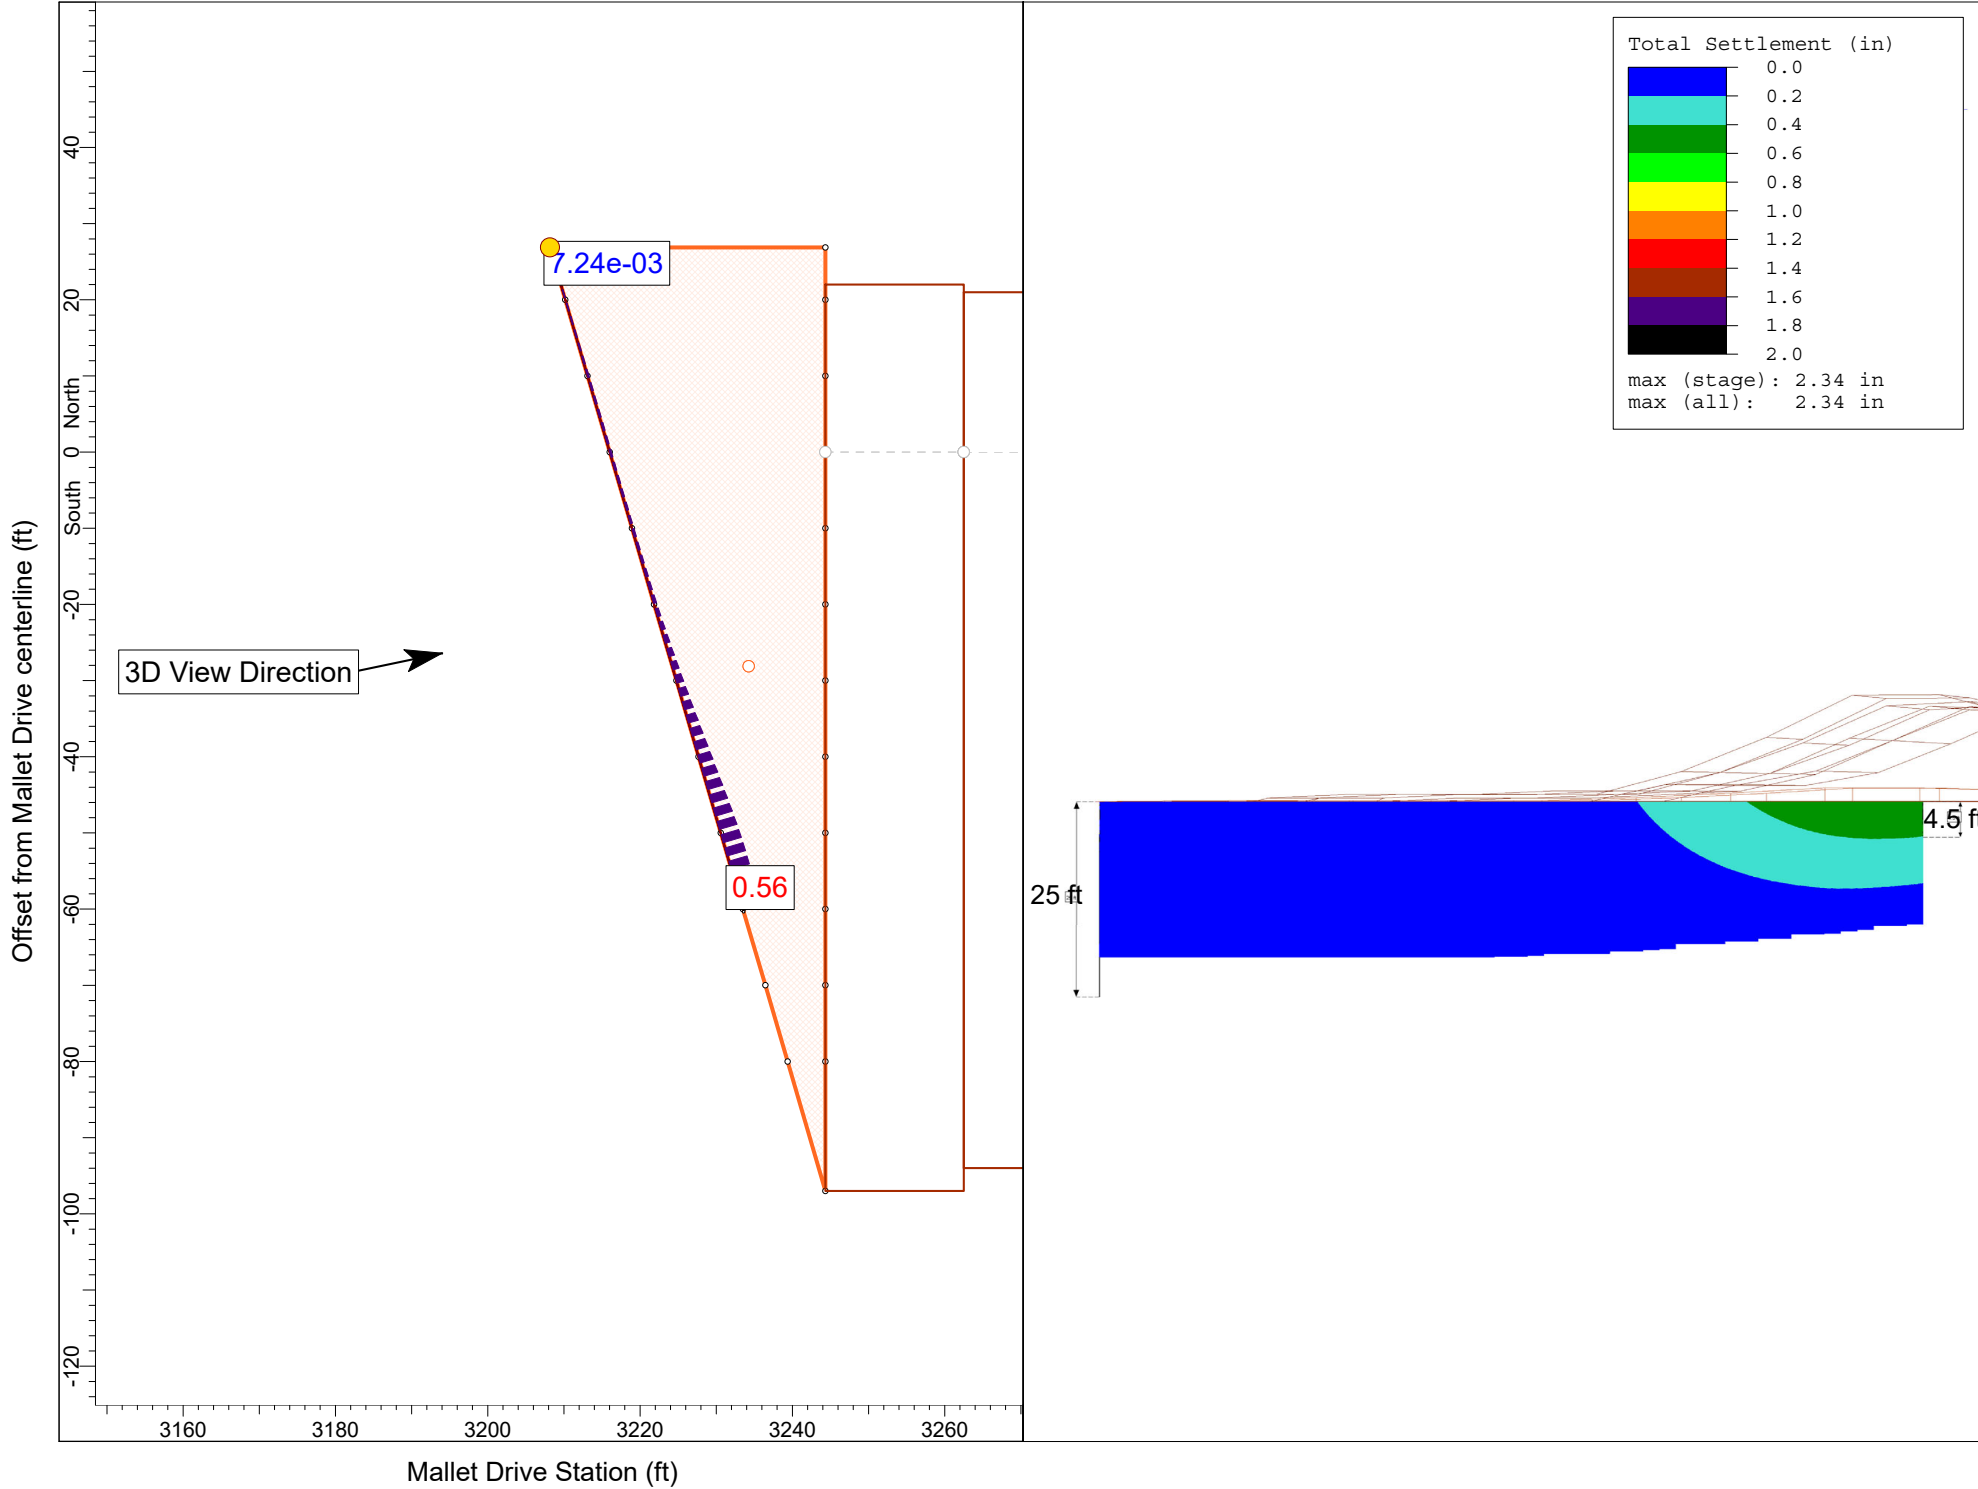 Total Settlement (in)
0.0
0.2
0.4
0.6
0.8
1.0
1.2
1.4
1.6
1.8
2.0
max (stage): 2.34 in
max (all): 2.34 in
40
20
North
0
South
-20
-40
-60
-80
-100
-120
Offset from Mallet Drive centerline (ft)
7.24e-03
3D View Direction
0.56
25 ft
4.5 ft
3160
3180
3200
3220
3240
3260
Mallet Drive Station (ft)